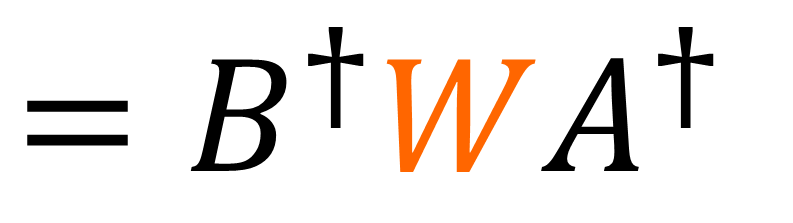 = B†WA†